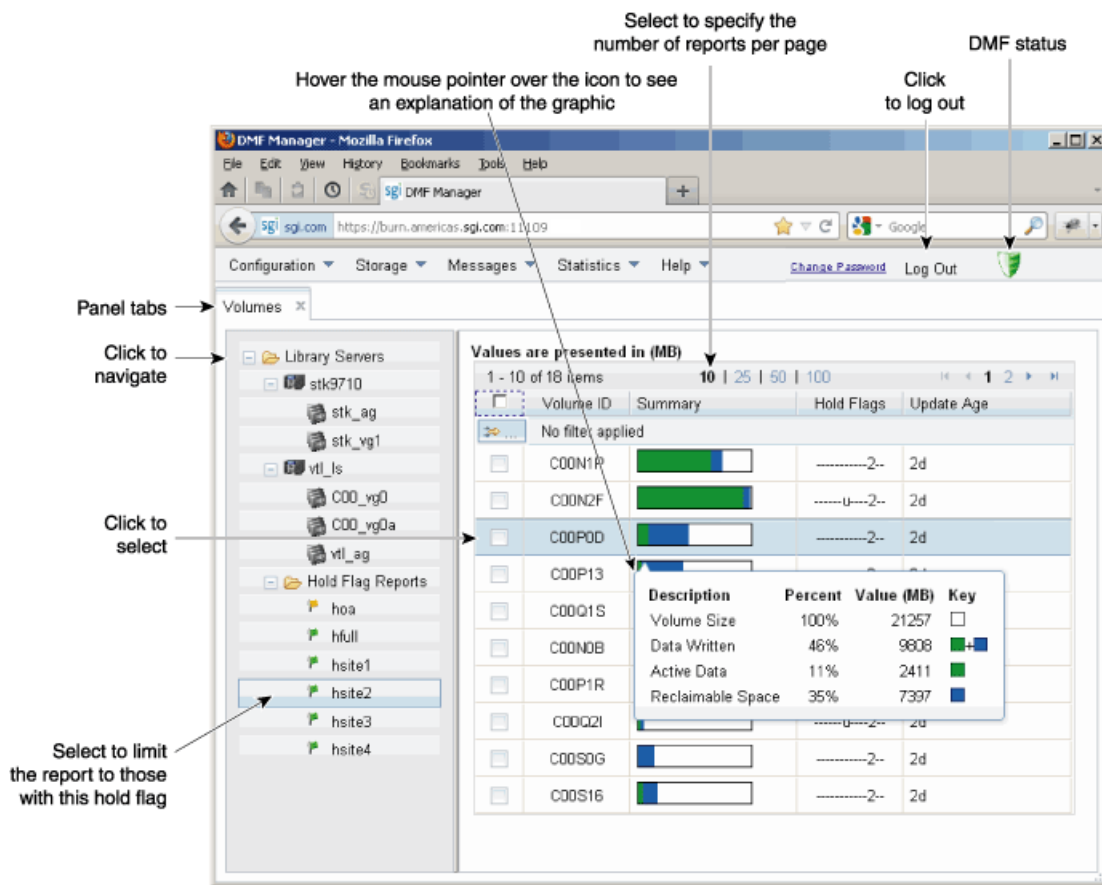 Select to specify the
number of reports per page
DMF status
Hover the mouse pointer over the icon to see
an explanation of the graphic
Click
to log out
DMF Manager - Mozilla Firefox
File Edit View History Bookmarks Tools Help
sgi DMF Manager
sgi sgi.com https://burn.americas.sgi.com:11109
Google
Configuration Storage Messages Statistics Help Change Password Log Out
Panel tabs
Volumes
Click to
navigate
Library Servers
stk9710
stk_ag
stk_vg1
vtl_ls
C00_vg0
C00_vg0a
vtl_ag
Hold Flag Reports
hoa
hfull
hsite1
hsite2
hsite3
hsite4
Click to
select
Select to limit
the report to those
with this hold flag
Values are presented in (MB)
1 - 10 of 18 items 10 | 25 | 50 | 100 1 2
Volume ID Summary Hold Flags Update Age
... No filter applied
C00N1P -----------2-- 2d
C00N2F ------u----2-- 2d
C00P0D -----------2-- 2d
C00P13
C00Q1S
C00N0B
C00P1R
C00Q2I ------u----2-- 2d
C00S0G -----------2-- 2d
C00S16 -----------2-- 2d
Description Percent Value (MB) Key
Volume Size 100% 21257
Data Written 46% 9808 +
Active Data 11% 2411
Reclaimable Space 35% 7397